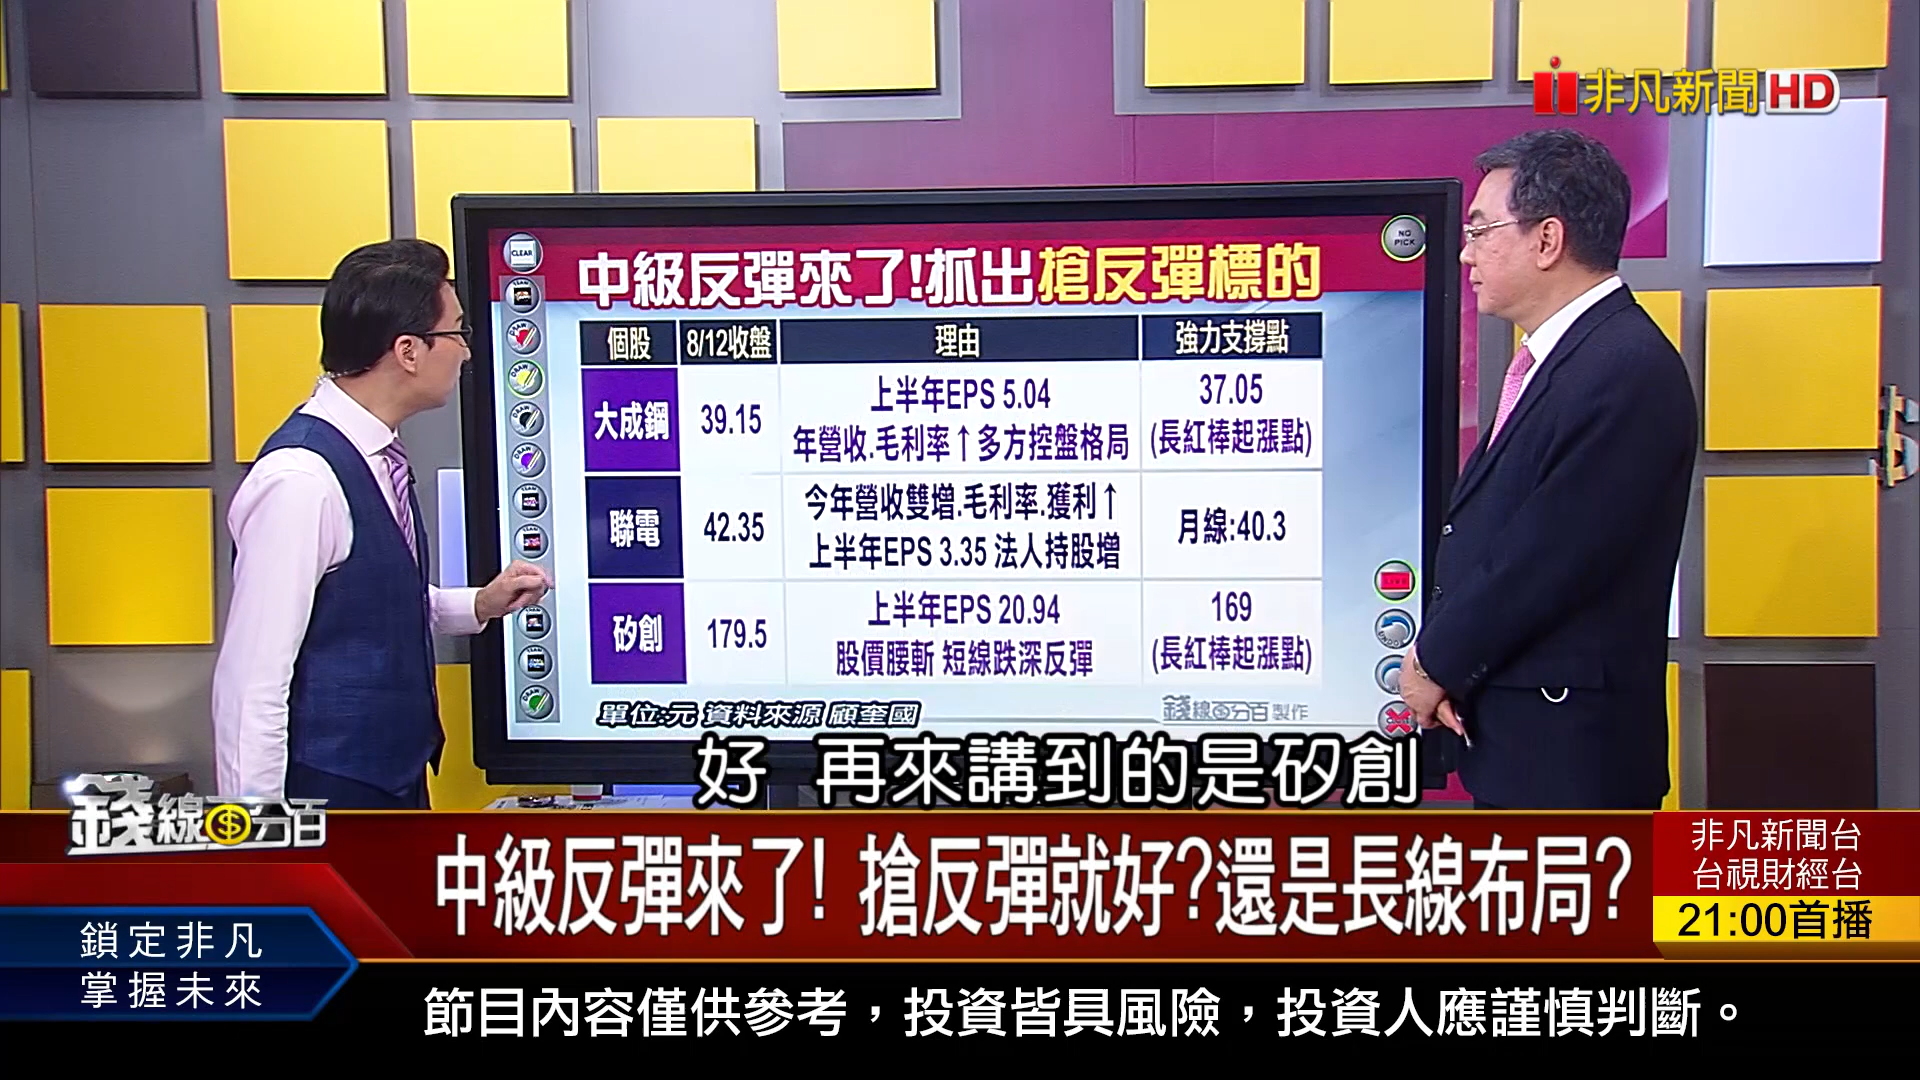 非凡新聞HD
CLEAR
NO PICK
中級反彈來了!抓出搶反彈標的
個股 8/12收盤 理由 強力支撐點
大成鋼 39.15 上半年EPS 5.04 37.05
年營收.毛利率↑多方控盤格局 (長紅棒起漲點)
聯電 42.35 今年營收雙增.毛利率.獲利↑ 月線:40.3
上半年EPS 3.35 法人持股增
矽創 179.5 上半年EPS 20.94 169
股價腰斬 短線跌深反彈 (長紅棒起漲點)
單位:元 資料來源 顧奎國
錢線百分百 製作
好 再來講到的是矽創
錢線百分百
中級反彈來了! 搶反彈就好?還是長線布局?
非凡新聞台
台視財經台
21:00首播
鎖定非凡
掌握未來
節目內容僅供參考，投資皆具風險，投資人應謹慎判斷。